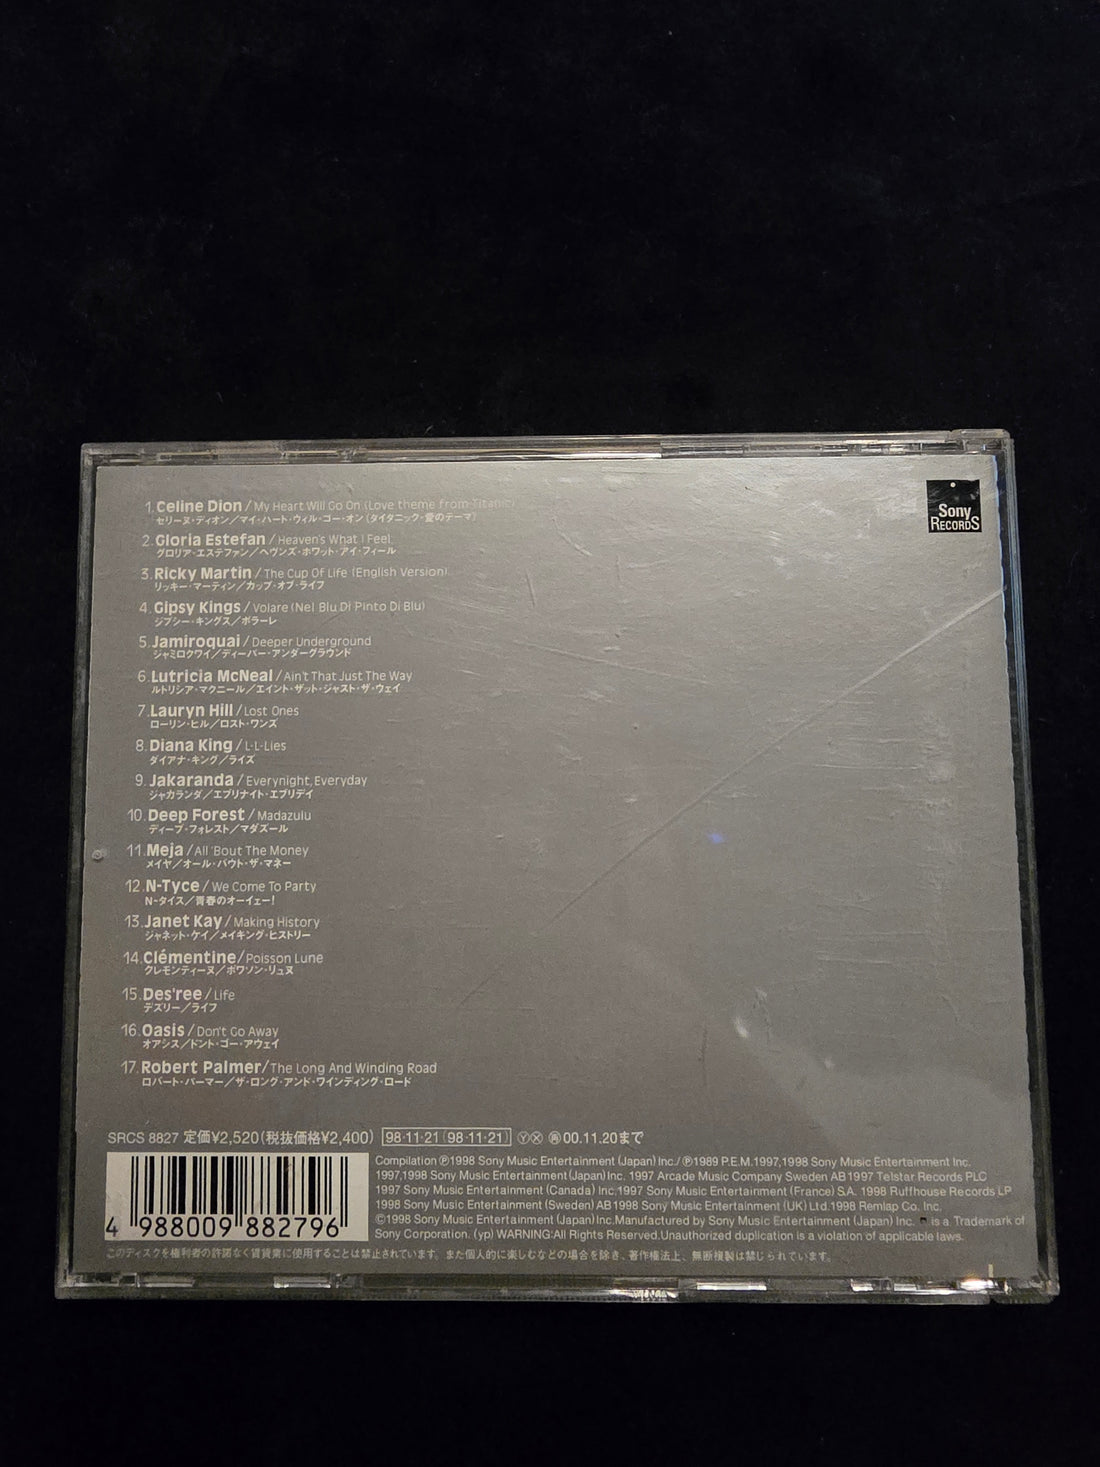 Sony
RECORDS
1.Celine Dion/My Heart Will Go On (Love theme from Titanic
セリーヌ・ディオン/マイ・ハート・ウィル・ゴー・オン(タイタニック・愛のテーマ)
2.Gloria Estefan/Heaven's What I Feel
グロリア・エステファン/ヘヴンズ・ホワット・アイ・フィール
3.Ricky Martin/The Cup Of Life (English Version)
リッキー・マーティン/カップ・オブ・ライフ
4.Gipsy Kings/Volare (Nel Blu Di Pinto Di Blu)
ジプシー・キングス/ボラーレ
5.Jamiroquai/Deeper Underground
ジャミロクワイ/ディーパー・アンダーグラウンド
6.Lutricia McNeal/Ain't That Just The Way
ルトリシア・マクニール/エイント・ザット・ジャスト・ザ・ウェイ
7.Lauryn Hill/Lost Ones
ローリン・ヒル/ロスト・ワンズ
8.Diana King/L-L-Lies
ダイアナ・キング/ライズ
9.Jakaranda/Everynight, Everyday
ジャカランダ/エブリナイト・エブリデイ
10.Deep Forest/Madazulu
ディープ・フォレスト/マダズール
11.Meja/All 'Bout The Money
メイヤ/オール・バウト・ザ・マネー
12.N-Tyce/We Come To Party
N-タイス/青春のオーイェー!
13.Janet Kay/Making History
ジャネット・ケイ/メイキング・ヒストリー
14.Clémentine/Poisson Lune
クレモンティーヌ/ポワソン・リュヌ
15.Des'ree/Life
デズリー/ライフ
16.Oasis/Don't Go Away
オアシス/ドント・ゴー・アウェイ
17.Robert Palmer/The Long And Winding Road
ロバート・パーマー/ザ・ロング・アンド・ワインディング・ロード
SRCS 8827 定価¥2,520(税抜価格¥2,400) 98・11・21(98・11・21) Ⓨ Ⓧ ㊞00.11.20まで
Compilation ℗1998 Sony Music Entertainment (Japan) Inc./℗1989 P.E.M.1997,1998 Sony Music Entertainment Inc.
1997,1998 Sony Music Entertainment(Japan)Inc. 1997 Arcade Music Company Sweden AB 1997 Telstar Records PLC
1997 Sony Music Entertainment (Canada) Inc,1997 Sony Music Entertainment (France) S.A. 1998 Ruffhouse Records LP
1998 Sony Music Entertainment (Sweden) AB 1998 Sony Music Entertainment (UK) Ltd.1998 Remlap Co. Inc.
©1998 Sony Music Entertainment (Japan) Inc.Manufactured by Sony Music Entertainment (Japan) Inc. is a Trademark of
Sony Corporation. (yp) WARNING:All Rights Reserved.Unauthorized duplication is a violation of applicable laws.
4 988009 882796
このディスクを権利者の許諾なく賃貸業に使用することは禁止されています。また個人的に楽しむなどの場合を除き、著作権法上、無断複製は禁じられています。